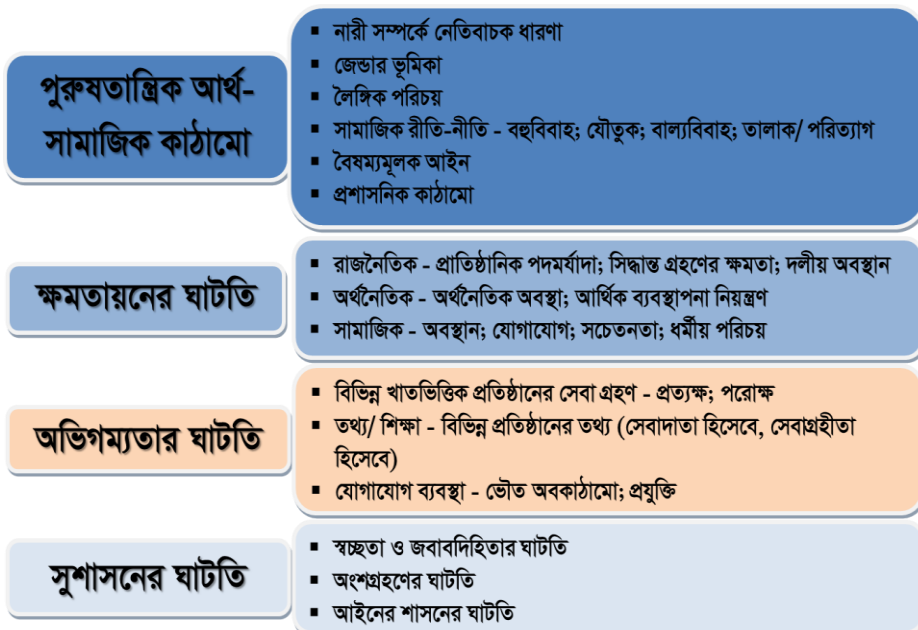 পুরুষতান্ত্রিক আর্থ-
সামাজিক কাঠামো
▪ নারী সম্পর্কে নেতিবাচক ধারণা
▪ জেন্ডার ভূমিকা
▪ লৈঙ্গিক পরিচয়
▪ সামাজিক রীতি-নীতি - বহুবিবাহ; যৌতুক; বাল্যবিবাহ; তালাক/ পরিত্যাগ
▪ বৈষম্যমূলক আইন
▪ প্রশাসনিক কাঠামো
ক্ষমতায়নের ঘাটতি
▪ রাজনৈতিক - প্রাতিষ্ঠানিক পদমর্যাদা; সিদ্ধান্ত গ্রহণের ক্ষমতা; দলীয় অবস্থান
▪ অর্থনৈতিক - অর্থনৈতিক অবস্থা; আর্থিক ব্যবস্থাপনা নিয়ন্ত্রণ
▪ সামাজিক - অবস্থান; যোগাযোগ; সচেতনতা; ধর্মীয় পরিচয়
অভিগম্যতার ঘাটতি
▪ বিভিন্ন খাতভিত্তিক প্রতিষ্ঠানের সেবা গ্রহণ - প্রত্যক্ষ; পরোক্ষ
▪ তথ্য/ শিক্ষা - বিভিন্ন প্রতিষ্ঠানের তথ্য (সেবাদাতা হিসেবে, সেবাগ্রহীতা
হিসেবে)
▪ যোগাযোগ ব্যবস্থা - ভৌত অবকাঠামো; প্রযুক্তি
সুশাসনের ঘাটতি
▪ স্বচ্ছতা ও জবাবদিহিতার ঘাটতি
▪ অংশগ্রহণের ঘাটতি
▪ আইনের শাসনের ঘাটতি